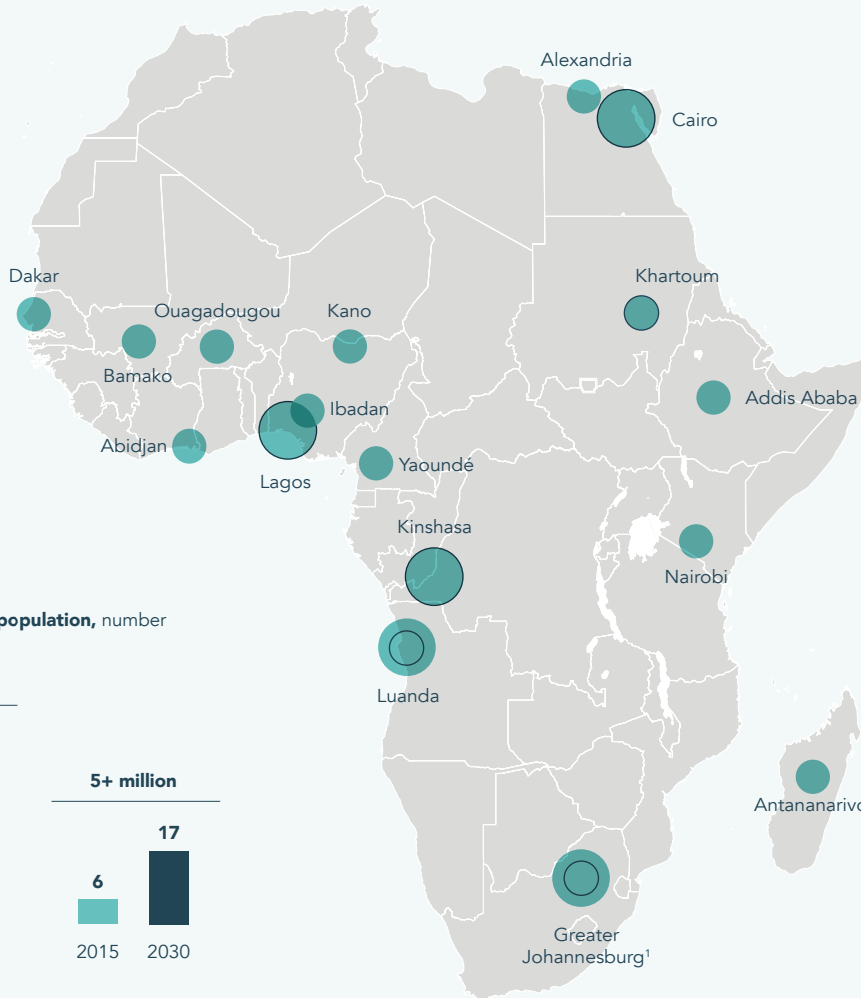 Alexandria
Cairo
Dakar
Khartoum
Ouagadougou
Kano
Bamako
Addis Ababa
Ibadan
Abidjan
Yaoundé
Lagos
Kinshasa
Nairobi
population, number
Luanda
5+ million
Antananarivo
17
6
Greater
Johannesburg1
2015
2030